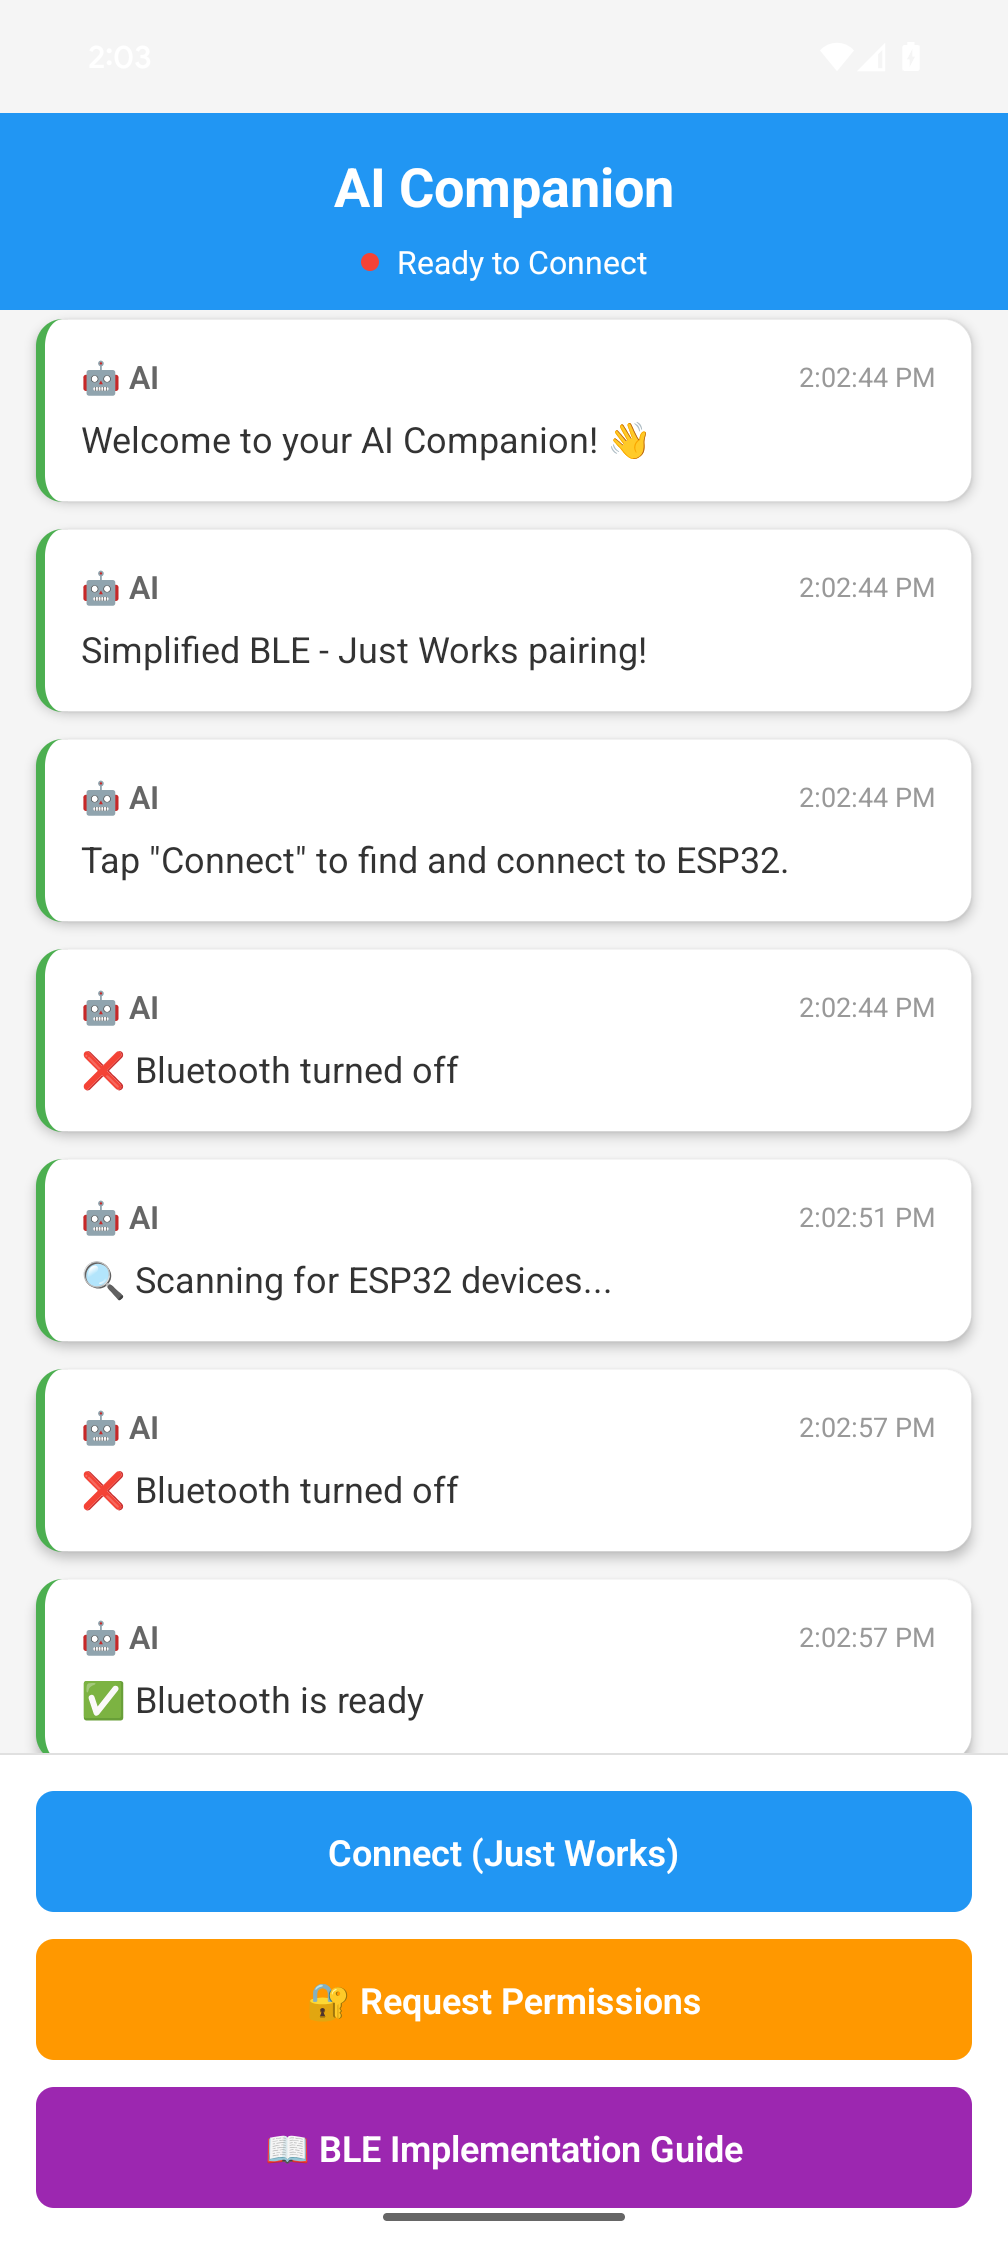 2:03
AI Companion
Ready to Connect
🤖 AI 2:02:44 PM
Welcome to your AI Companion! 👋
🤖 AI 2:02:44 PM
Simplified BLE - Just Works pairing!
🤖 AI 2:02:44 PM
Tap "Connect" to find and connect to ESP32.
🤖 AI 2:02:44 PM
❌ Bluetooth turned off
🤖 AI 2:02:51 PM
🔍 Scanning for ESP32 devices...
🤖 AI 2:02:57 PM
❌ Bluetooth turned off
🤖 AI 2:02:57 PM
✅ Bluetooth is ready
Connect (Just Works)
🔐 Request Permissions
📖 BLE Implementation Guide